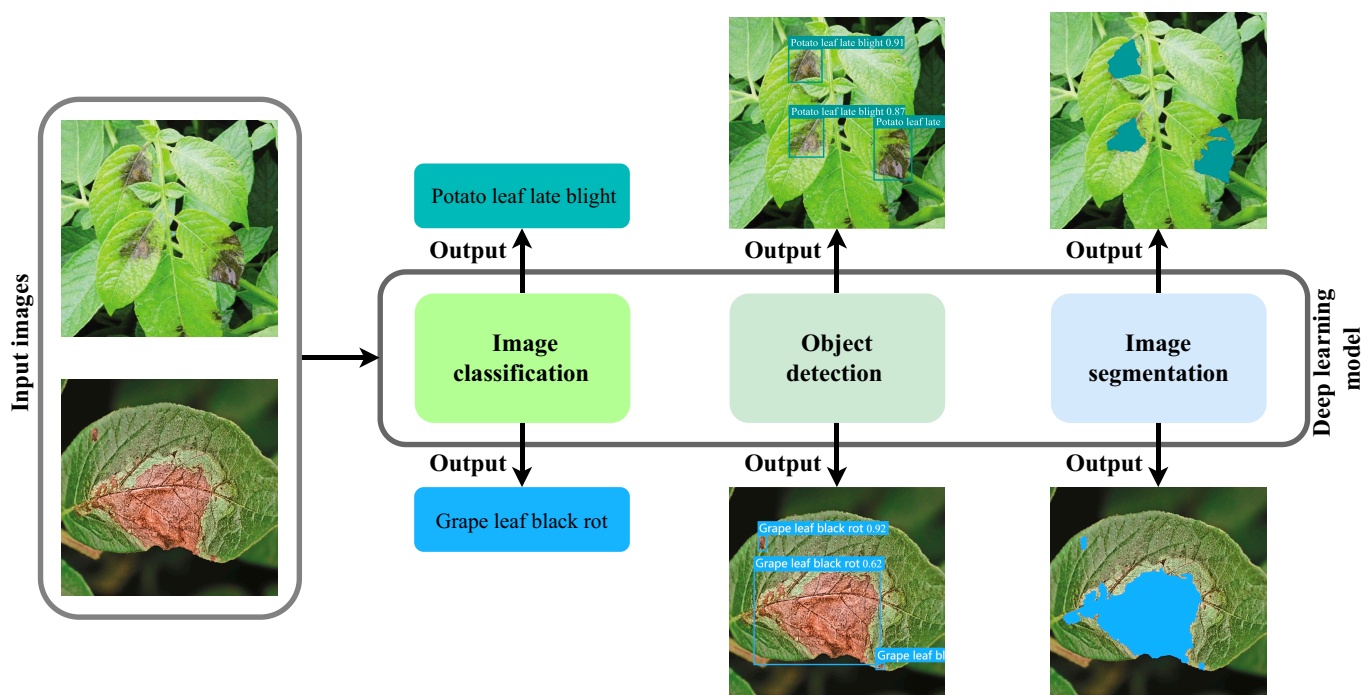 Potato leaf late blight 0.91
Potato leaf late blight 0.87
Potato leaf late
Potato leaf late blight
Output
Output
Output
Input images
Image
classification
Object
detection
Image
segmentation
Deep learning
model
Output
Output
Output
Grape leaf black rot
Grape leaf black rot 0.92
Grape leaf black rot 0.62
Grape leaf bl